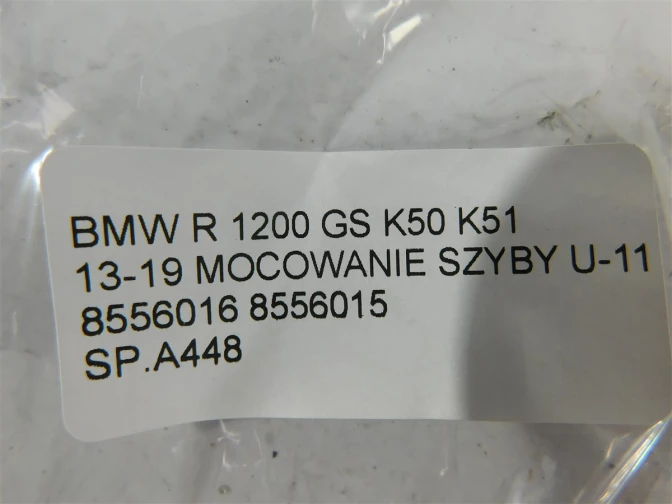 BMW R 1200 GS K50 K51
13-19 MOCOWANIE SZYBY U-11
8556016 8556015
SP.A448